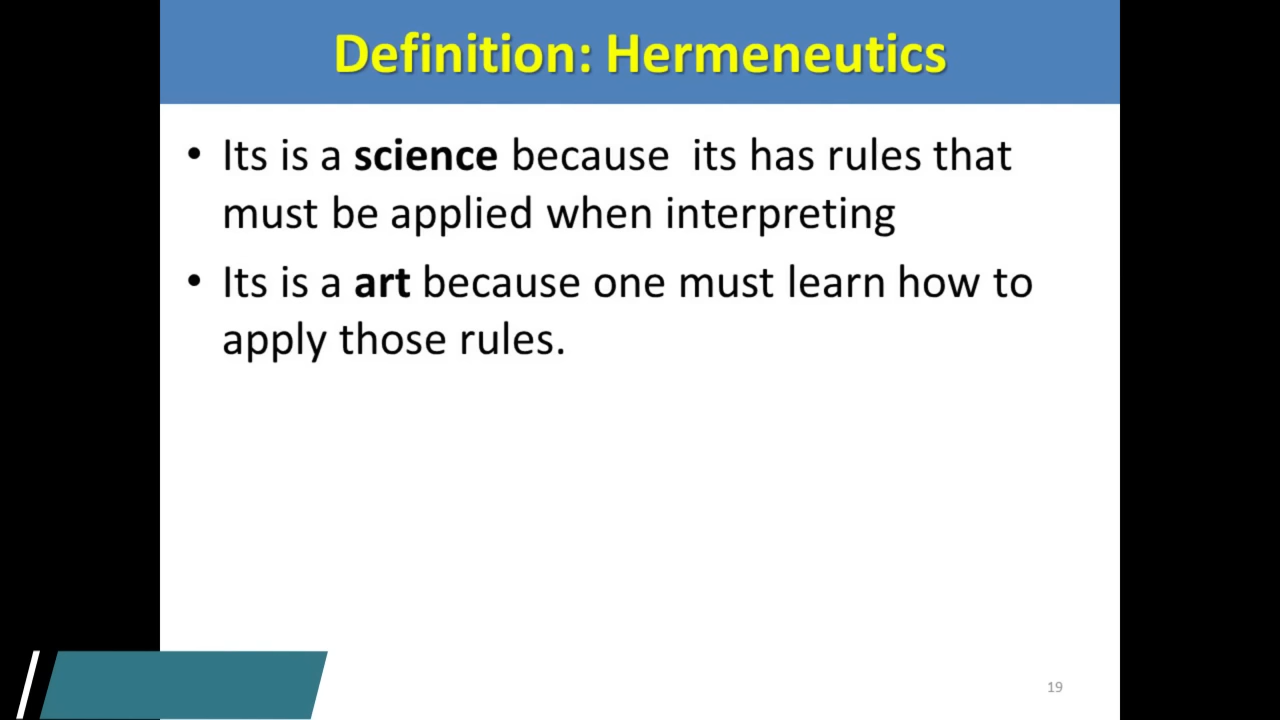 Definition: Hermeneutics
• Its is a science because  its has rules that
must be applied when interpreting
• Its is a art because one must learn how to
apply those rules.
19